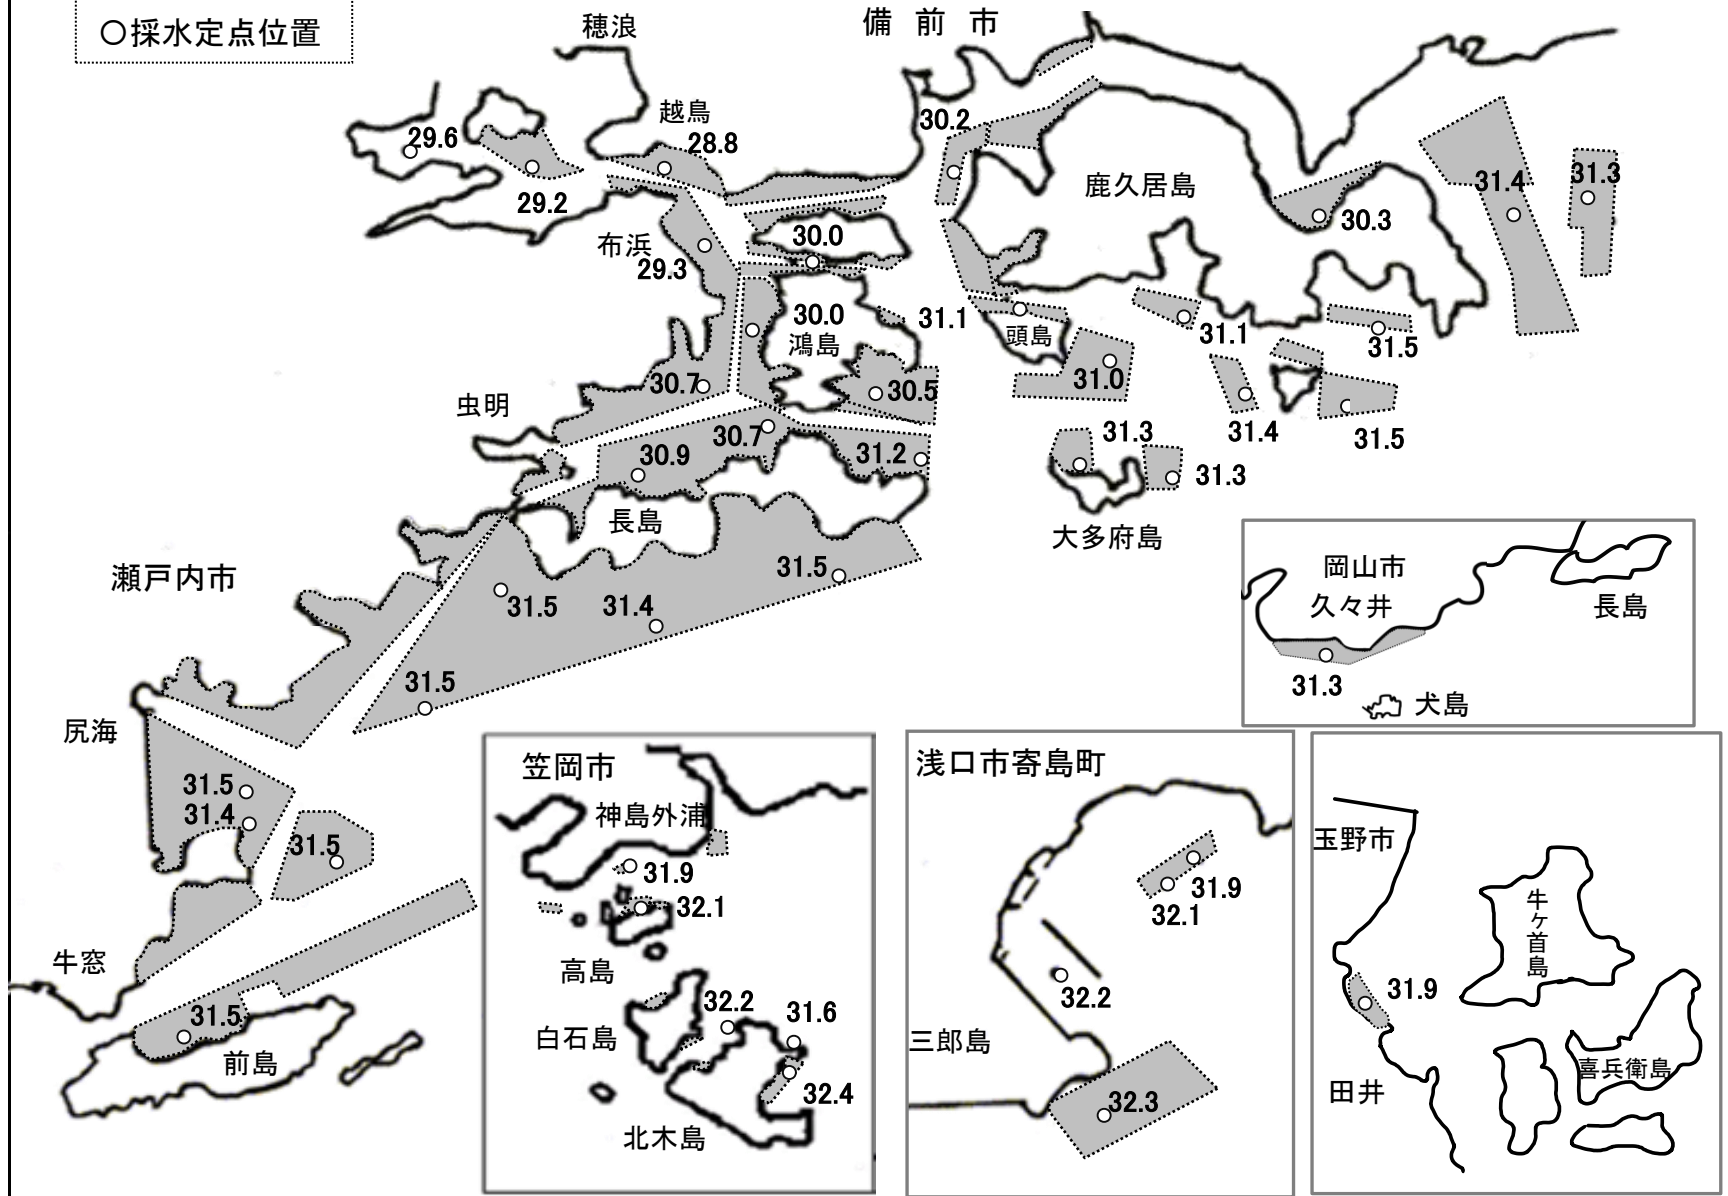 ○採水定点位置
穂浪
備前市
越島
29.6
28.8
30.2
29.2
鹿久居島
31.4
31.3
30.3
布浜
29.3
30.0
30.0
鴻島
31.1
頭島
31.1
31.5
30.7
30.5
31.0
虫明
30.7
30.9
31.2
31.3
31.4
31.5
31.3
長島
大多府島
瀬戸内市
31.5
31.4
31.5
31.5
尻海
31.5
31.4
31.5
牛窓
31.5
前島
岡山市
久々井
長島
31.3
犬島
笠岡市
神島外浦
31.9
32.1
高島
32.2
31.6
白石島
32.4
北木島
浅口市寄島町
31.9
32.1
32.2
三郎島
32.3
玉野市
牛ヶ首島
31.9
喜兵衛島
田井